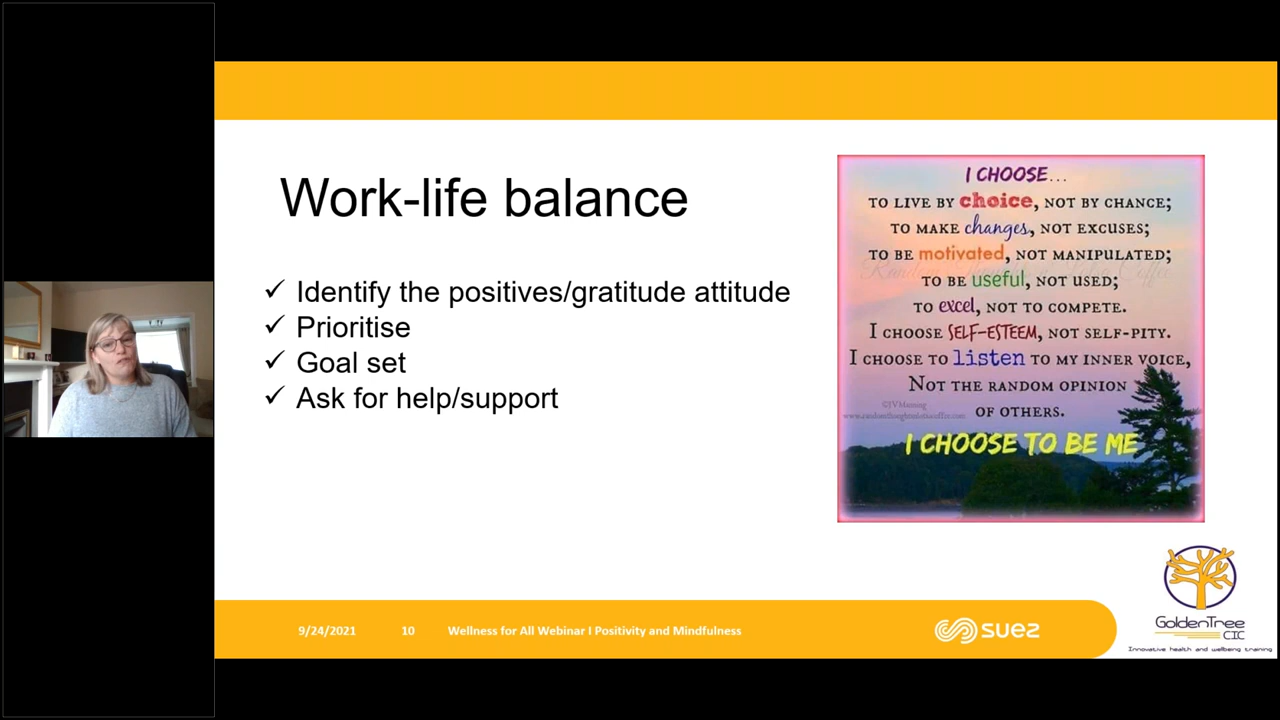 Work-life balance
✓ Identify the positives/gratitude attitude
✓ Prioritise
✓ Goal set
✓ Ask for help/support
I CHOOSE...
TO LIVE BY choice, NOT BY CHANCE;
TO MAKE changes, NOT EXCUSES;
TO BE motivated, NOT MANIPULATED;
TO BE useful, NOT USED;
TO excel, NOT TO COMPETE.
I CHOOSE SELF-ESTEEM, NOT SELF-PITY.
I CHOOSE TO listen TO MY INNER VOICE,
NOT THE RANDOM OPINION
OF OTHERS.
©JVManning
I CHOOSE TO BE ME
9/24/2021 10 Wellness for All Webinar I Positivity and Mindfulness
suez
GoldenTree
CIC
Innovative health and wellbeing training